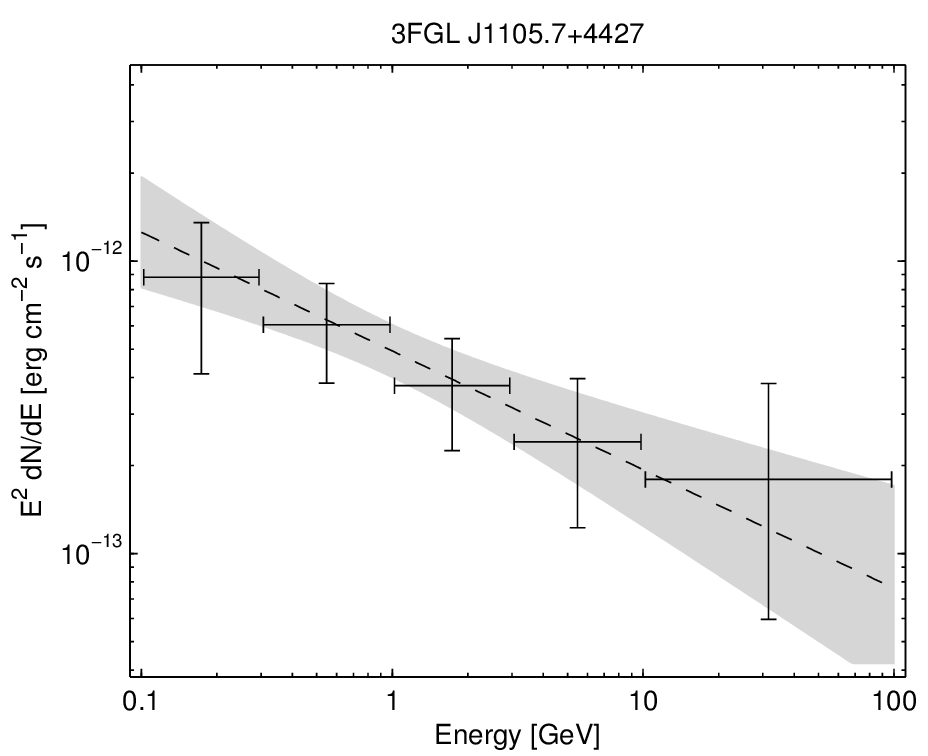 3FGL J1105.7+4427
E² dN/dE [erg cm⁻² s⁻¹]
10⁻¹²
10⁻¹³
0.1 1 10 100
Energy [GeV]